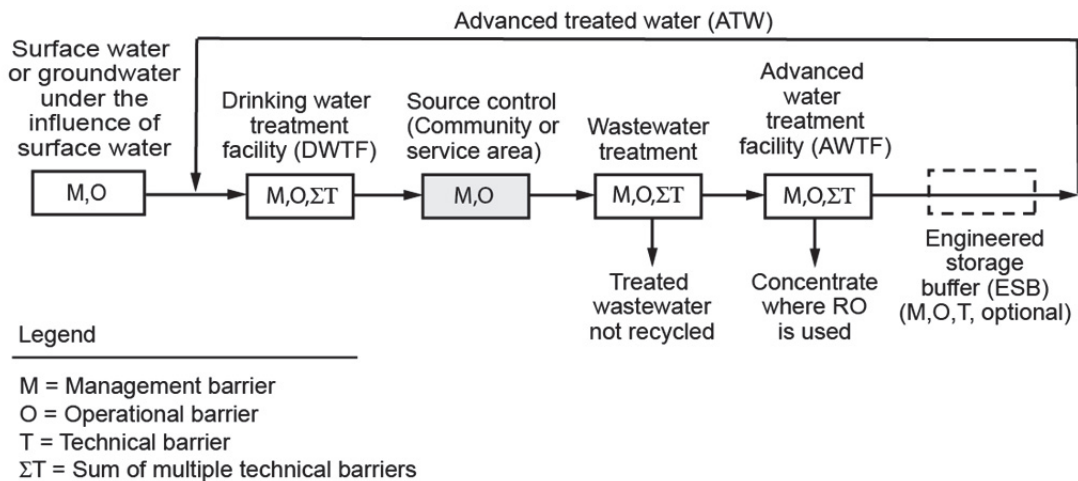 Advanced treated water (ATW)
Surface water
or groundwater
under the
influence of
surface water
M,O
Drinking water
treatment
facility (DWTF)
M,O,ΣT
Source control
(Community or
service area)
M,O
Wastewater
treatment
M,O,ΣT
Treated
wastewater
not recycled
Advanced
water
treatment
facility (AWTF)
M,O,ΣT
Concentrate
where RO
is used
Engineered
storage
buffer (ESB)
(M,O,T, optional)
Legend
M = Management barrier
O = Operational barrier
T = Technical barrier
ΣT = Sum of multiple technical barriers